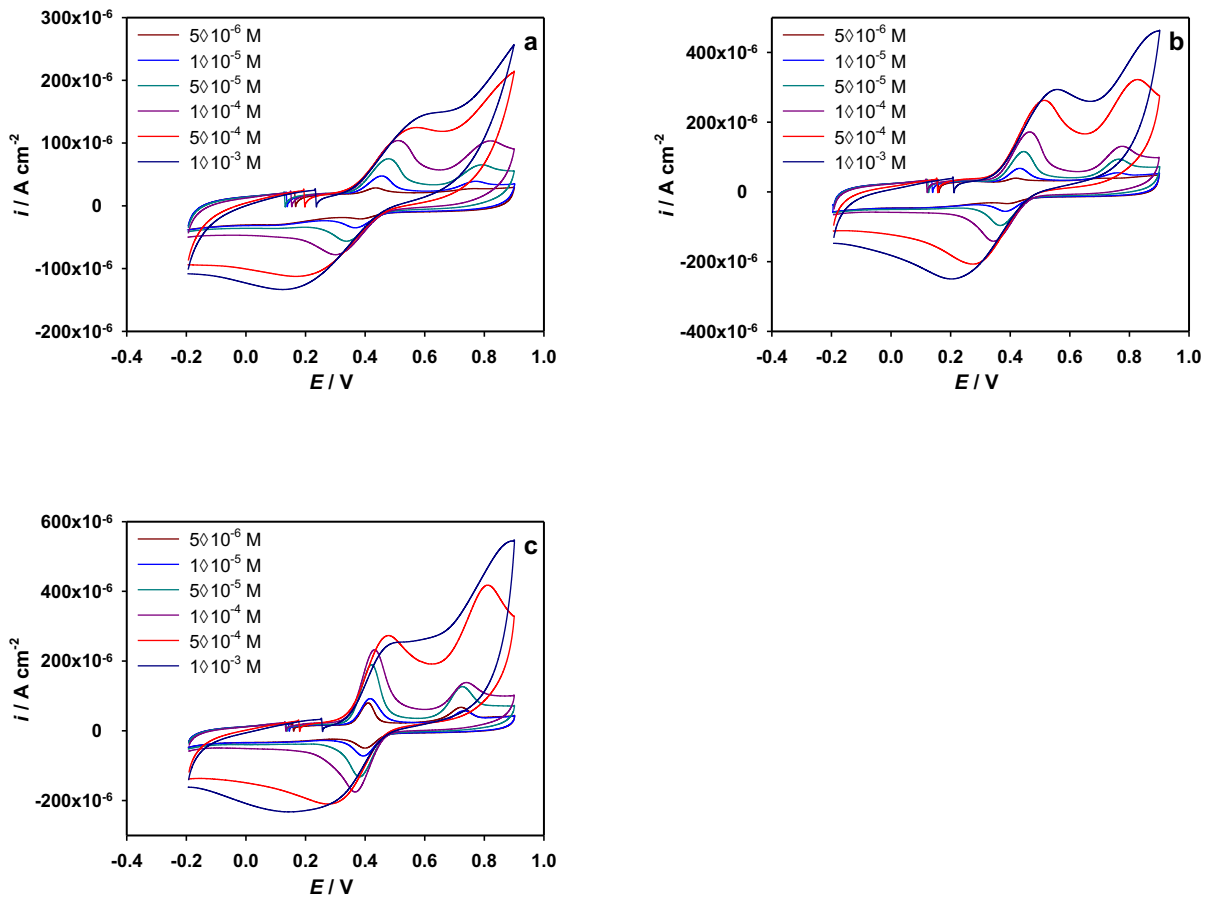 300x10⁻⁶
200x10⁻⁶
100x10⁻⁶
0
-100x10⁻⁶
-200x10⁻⁶
i / A cm⁻²
5◊10⁻⁶ M
1◊10⁻⁵ M
5◊10⁻⁵ M
1◊10⁻⁴ M
5◊10⁻⁴ M
1◊10⁻³ M
a
-0.4 -0.2 0.0 0.2 0.4 0.6 0.8 1.0
E / V
400x10⁻⁶
200x10⁻⁶
0
-200x10⁻⁶
-400x10⁻⁶
i / A cm⁻²
5◊10⁻⁶ M
1◊10⁻⁵ M
5◊10⁻⁵ M
1◊10⁻⁴ M
5◊10⁻⁴ M
1◊10⁻³ M
b
-0.4 -0.2 0.0 0.2 0.4 0.6 0.8 1.0
E / V
600x10⁻⁶
400x10⁻⁶
200x10⁻⁶
0
-200x10⁻⁶
i / A cm⁻²
5◊10⁻⁶ M
1◊10⁻⁵ M
5◊10⁻⁵ M
1◊10⁻⁴ M
5◊10⁻⁴ M
1◊10⁻³ M
c
-0.4 -0.2 0.0 0.2 0.4 0.6 0.8 1.0
E / V